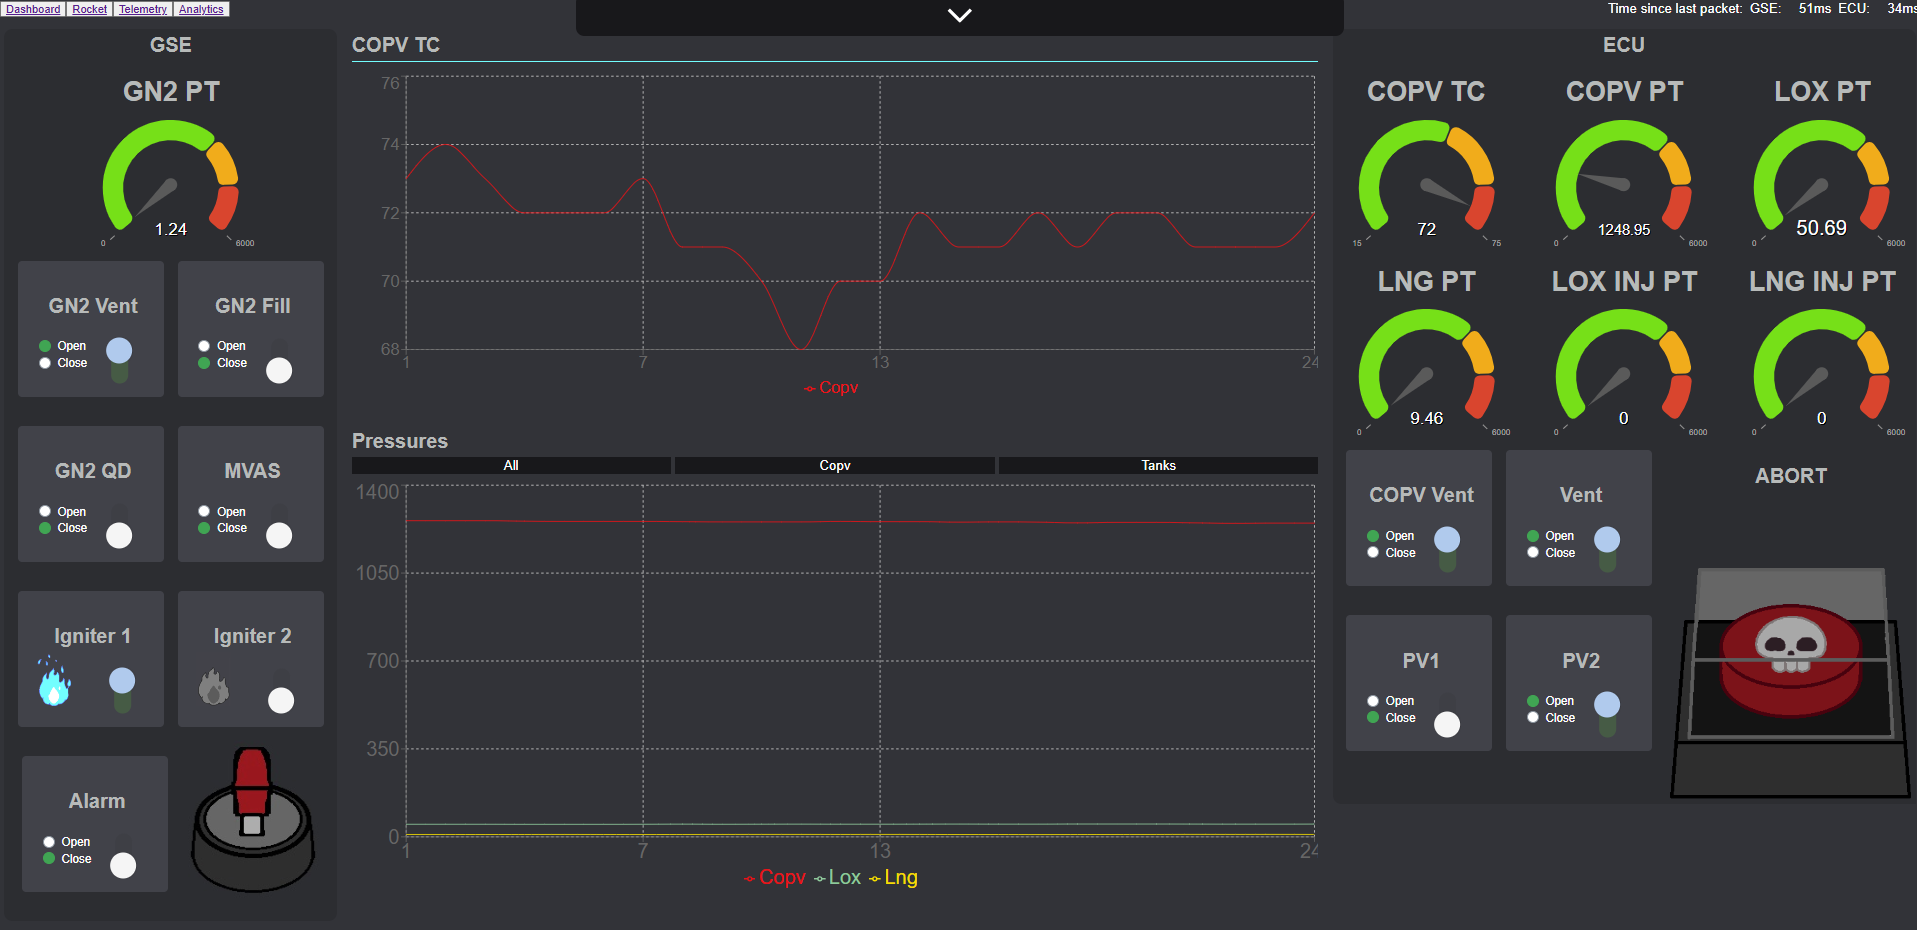 Dashboard Rocket Telemetry Analytics
Time since last packet: GSE: 51ms ECU: 34ms
GSE
GN2 PT
1.24
0 6000
GN2 Vent
Open
Close
GN2 Fill
Open
Close
GN2 QD
Open
Close
MVAS
Open
Close
Igniter 1
Igniter 2
Alarm
Open
Close
COPV TC
76
74
72
70
68
1 7 13 24
Copv
Pressures
All Copv Tanks
1400
1050
700
350
0
1 7 13 24
Copv Lox Lng
ECU
COPV TC
72
15 75
COPV PT
1248.95
0 6000
LOX PT
50.69
0 6000
LNG PT
9.46
0 6000
LOX INJ PT
0
0 6000
LNG INJ PT
0
0 6000
COPV Vent
Open
Close
Vent
Open
Close
ABORT
PV1
Open
Close
PV2
Open
Close